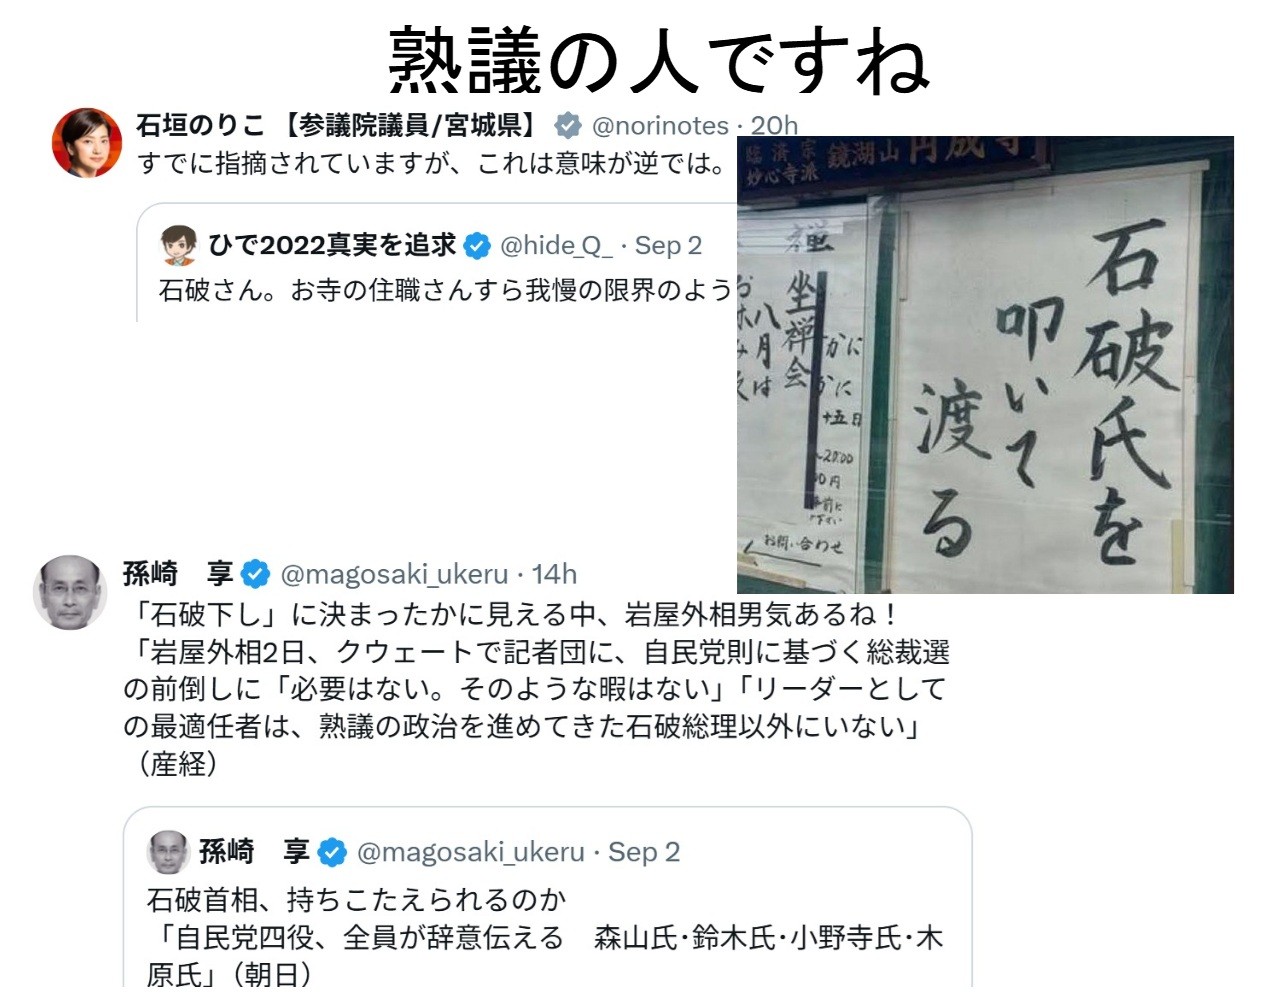 熟議の人ですね
石垣のりこ 【参議院議員/宮城県】 @norinotes · 20h
すでに指摘されていますが、これは意味が逆では。
ひで2022真実を追求 @hide_Q_ · Sep 2
石破さん。お寺の住職さんすら我慢の限界のよう
臨済宗
妙心寺派
鏡湖山
円成寺
石破氏を
叩いて
渡る
坐禅会
八月は
かに
かに
十五日
20:00
お問い合わせ
孫崎 享 @magosaki_ukeru · 14h
「石破下し」に決まったかに見える中、岩屋外相男気あるね！
「岩屋外相2日、クウェートで記者団に、自民党則に基づく総裁選
の前倒しに「必要はない。そのような暇はない」「リーダーとして
の最適任者は、熟議の政治を進めてきた石破総理以外にいない」
（産経）
孫崎 享 @magosaki_ukeru · Sep 2
石破首相、持ちこたえられるのか
「自民党四役、全員が辞意伝える 森山氏･鈴木氏･小野寺氏･木
原氏」（朝日）